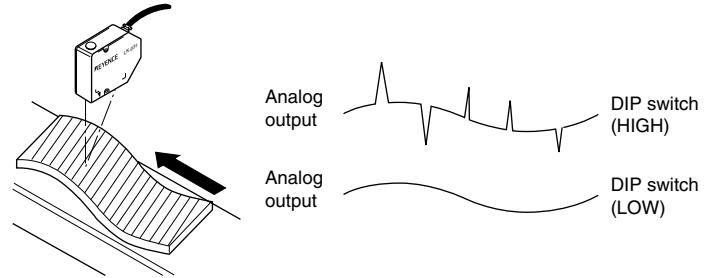 KEYENCE
Analog
output
DIP switch
(HIGH)
Analog
output
DIP switch
(LOW)